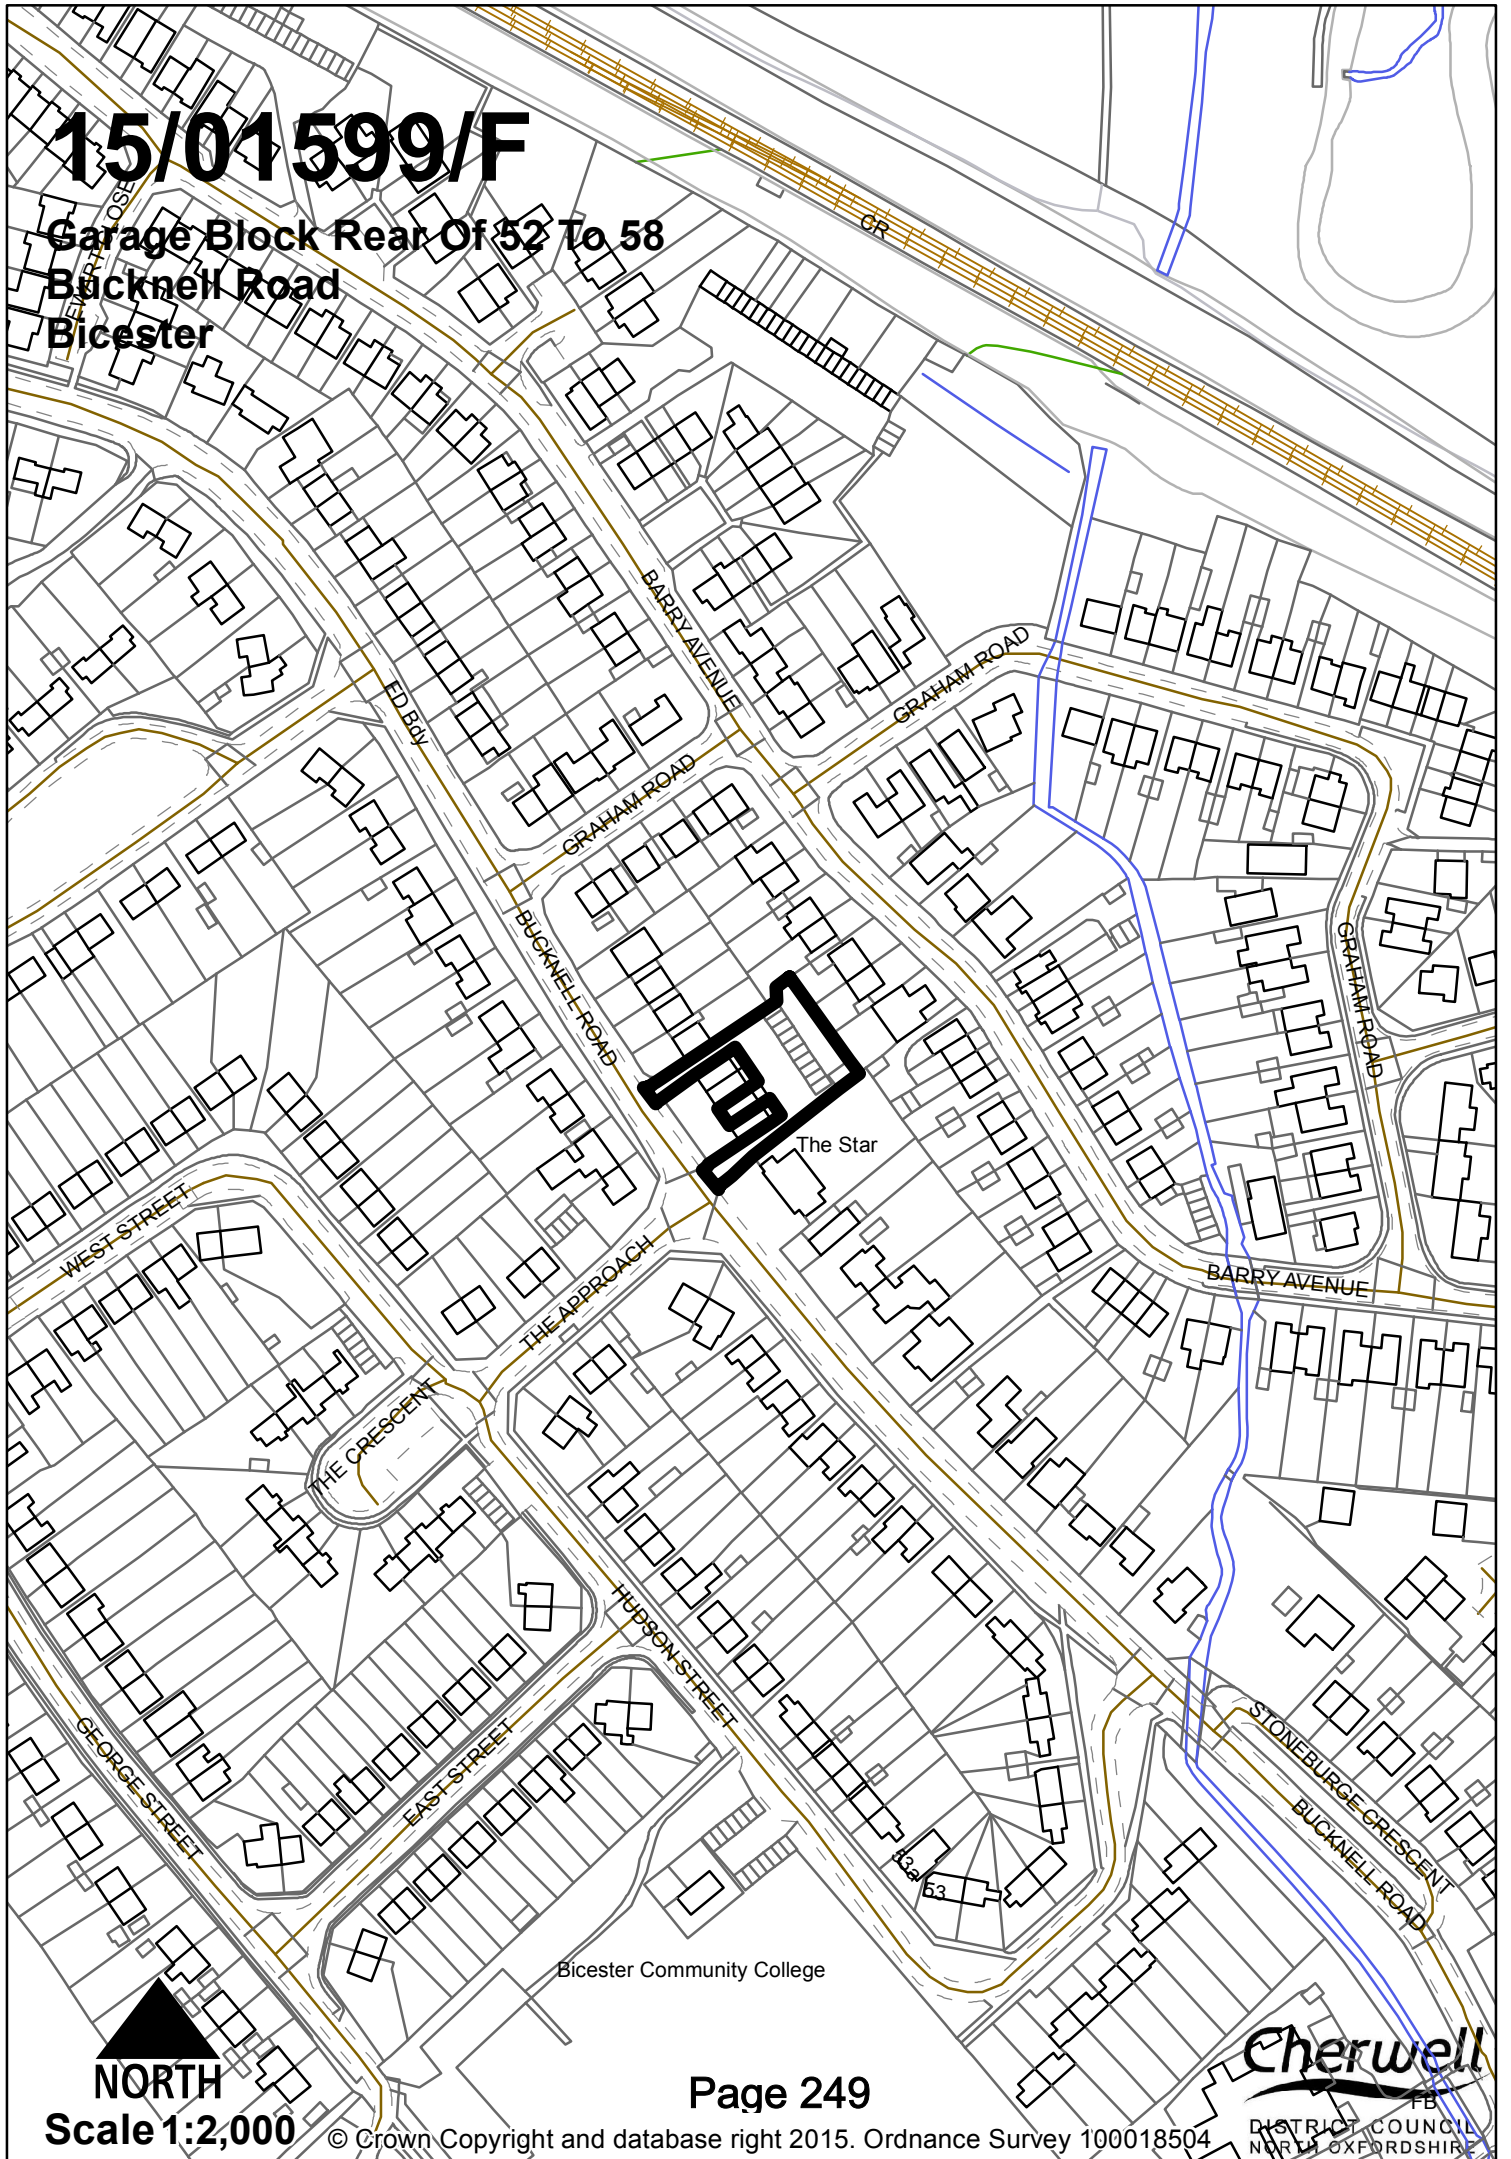 15/01599/F
Garage Block Rear Of 52 To 58
Bucknell Road
Bicester
CR
BARRY AVENUE
GRAHAM ROAD
ED Bdy
GRAHAM ROAD
BUCKNELL ROAD
GRAHAM ROAD
The Star
WEST STREET
THE APPROACH
BARRY AVENUE
THE CRESCENT
HUDSON STREET
GEORGE STREET
EAST STREET
STONEBURGE CRESCENT
BUCKNELL ROAD
53a
53
Bicester Community College
NORTH
Scale 1:2,000
Page 249
© Crown Copyright and database right 2015. Ordnance Survey 100018504
Cherwell
FB
DISTRICT COUNCIL
NORTH OXFORDSHIRE